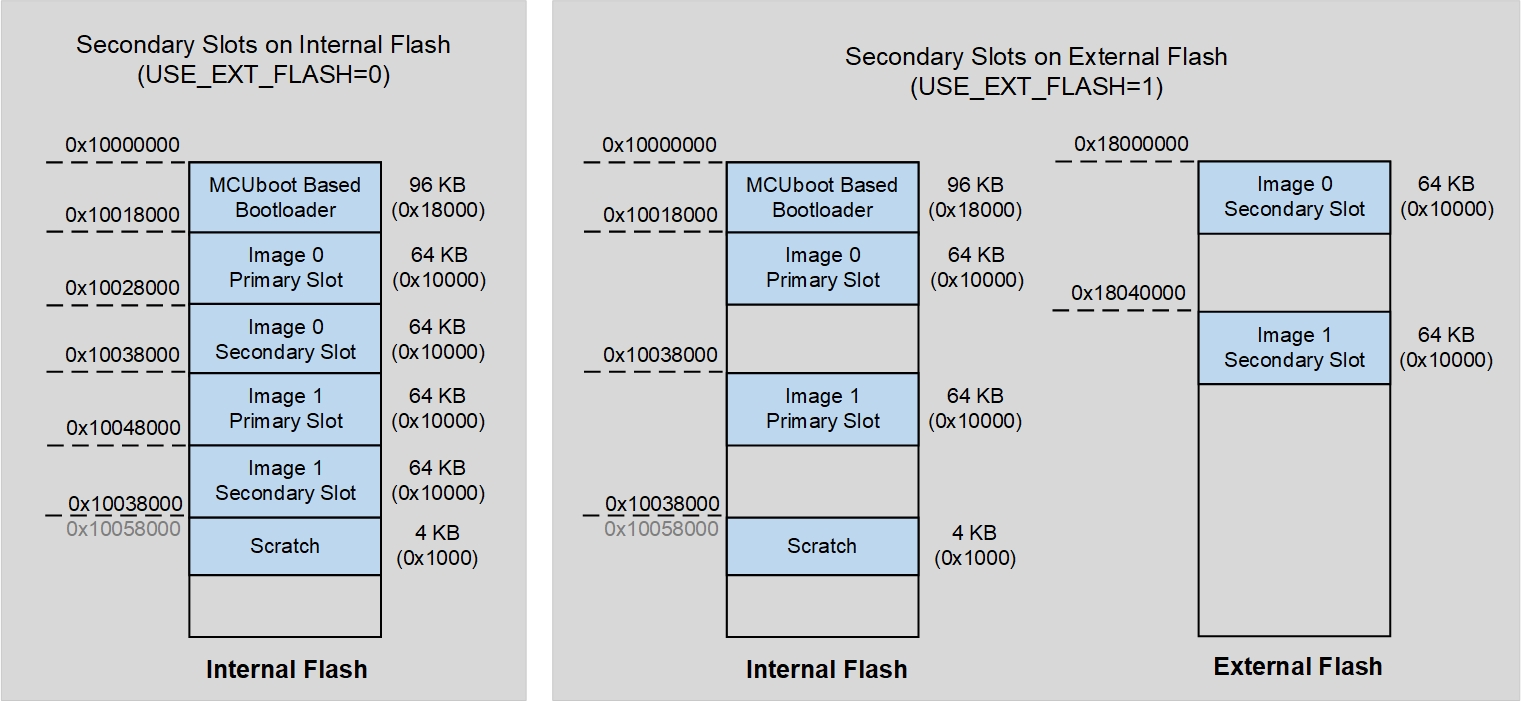 Secondary Slots on Internal Flash
(USE_EXT_FLASH=0)
0x10000000
MCUboot Based
Bootloader
96 KB
(0x18000)
0x10018000
Image 0
Primary Slot
64 KB
(0x10000)
0x10028000
Image 0
Secondary Slot
64 KB
(0x10000)
0x10038000
Image 1
Primary Slot
64 KB
(0x10000)
0x10048000
Image 1
Secondary Slot
64 KB
(0x10000)
0x10038000
0x10058000
Scratch
4 KB
(0x1000)
Internal Flash
Secondary Slots on External Flash
(USE_EXT_FLASH=1)
0x10000000
MCUboot Based
Bootloader
96 KB
(0x18000)
0x10018000
Image 0
Primary Slot
64 KB
(0x10000)
0x10038000
Image 1
Primary Slot
64 KB
(0x10000)
0x10038000
0x10058000
Scratch
4 KB
(0x1000)
Internal Flash
0x18000000
Image 0
Secondary Slot
64 KB
(0x10000)
0x18040000
Image 1
Secondary Slot
64 KB
(0x10000)
External Flash